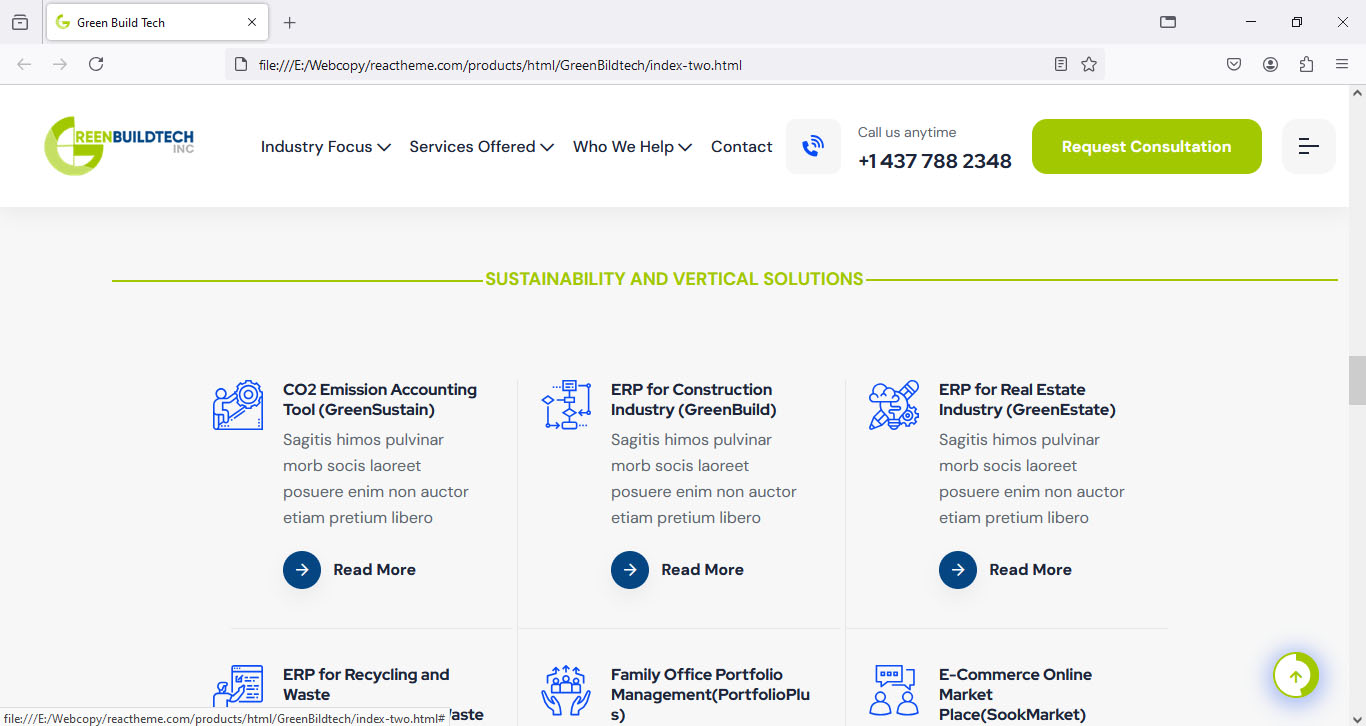 Green Build Tech
file:///E:/Webcopy/reactheme.com/products/html/GreenBildtech/index-two.html
GREENBUILDTECH
INC
Industry Focus
Services Offered
Who We Help
Contact
Call us anytime
+1 437 788 2348
Request Consultation
SUSTAINABILITY AND VERTICAL SOLUTIONS
CO2 Emission Accounting
Tool (GreenSustain)
Sagitis himos pulvinar
morb socis laoreet
posuere enim non auctor
etiam pretium libero
Read More
ERP for Construction
Industry (GreenBuild)
Sagitis himos pulvinar
morb socis laoreet
posuere enim non auctor
etiam pretium libero
Read More
ERP for Real Estate
Industry (GreenEstate)
Sagitis himos pulvinar
morb socis laoreet
posuere enim non auctor
etiam pretium libero
Read More
ERP for Recycling and
Waste
Family Office Portfolio
Management(PortfolioPlu
s)
E-Commerce Online
Market
Place(SookMarket)
file:///E:/Webcopy/reactheme.com/products/html/GreenBildtech/index-two.html#